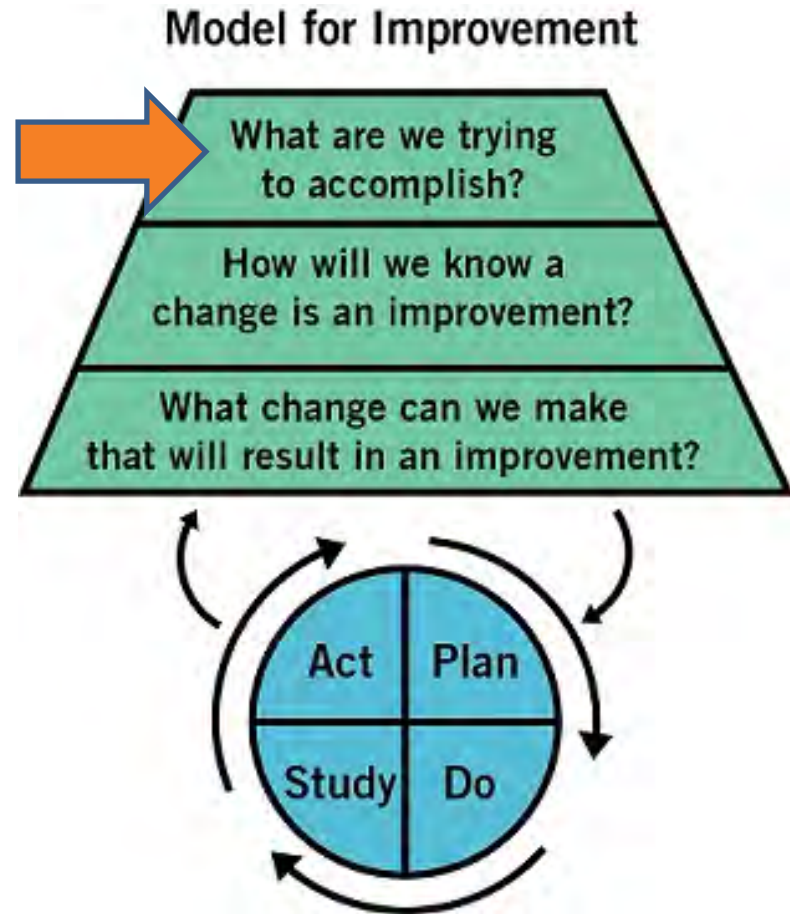 Model for Improvement
What are we trying
to accomplish?
How will we know a
change is an improvement?
What change can we make
that will result in an improvement?
Act
Plan
Study
Do